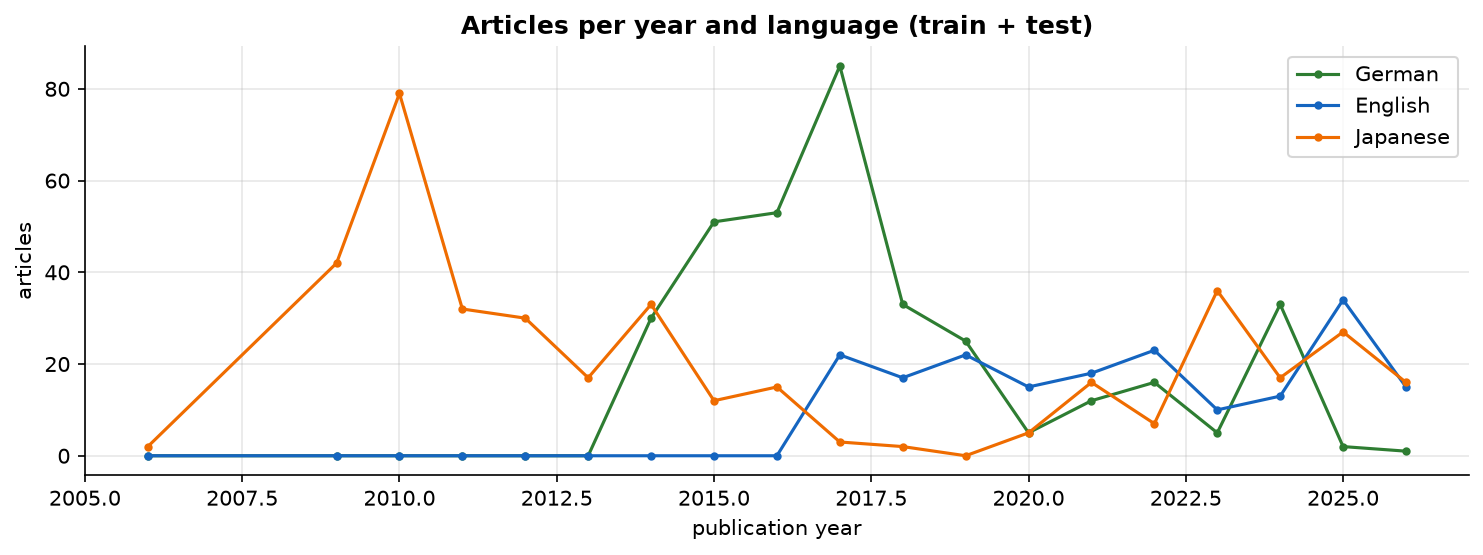 Articles per year and language (train + test)
German
English
Japanese
80
60
40
20
0
articles
2005.0 2007.5 2010.0 2012.5 2015.0 2017.5 2020.0 2022.5 2025.0
publication year